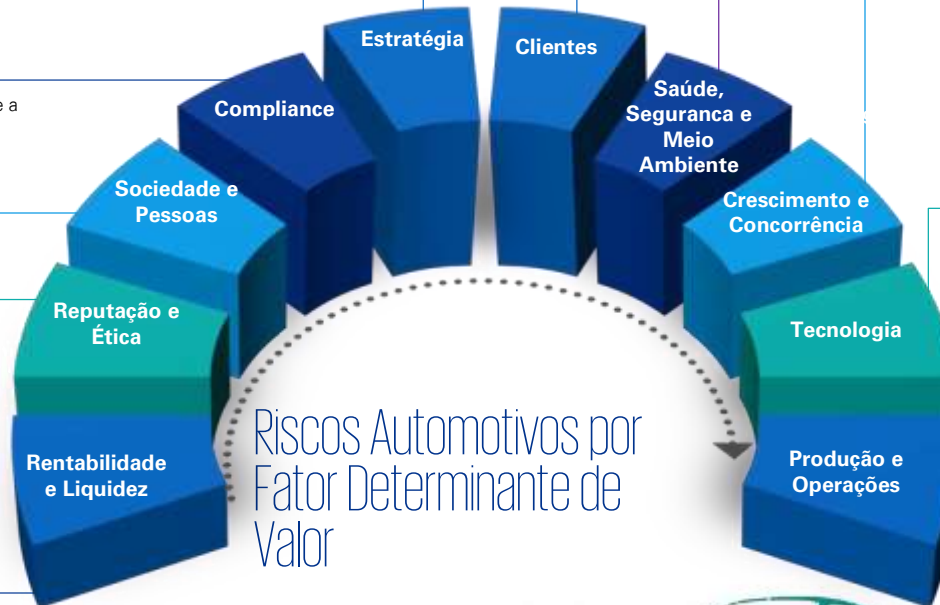 Estratégia
Clientes
Compliance
e a
Saúde,
Seguranca e
Meio
Ambiente
Sociedade e
Pessoas
Crescimento e
Concorrência
Reputação e
Ética
Tecnologia
Rentabilidade
e Liquidez
Produção e
Operações
Riscos Automotivos por
Fator Determinante de
Valor